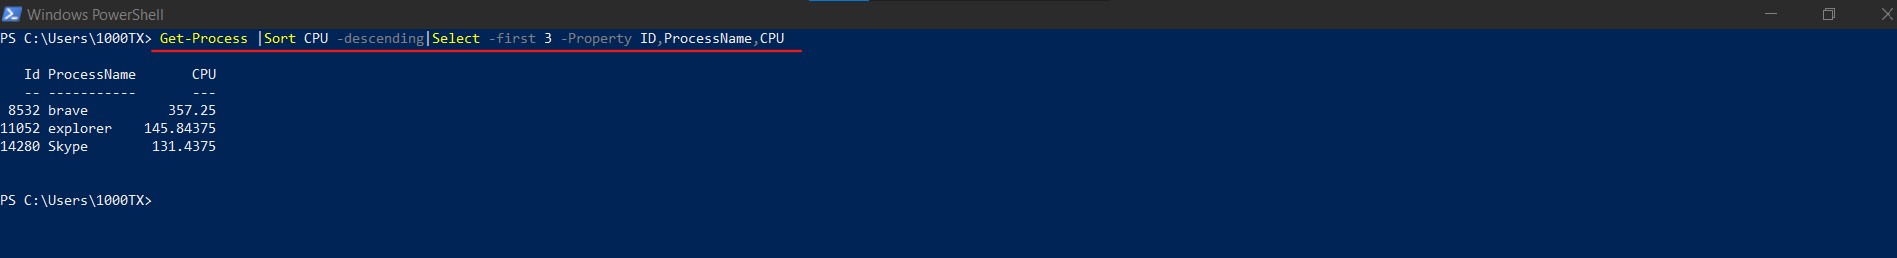 Windows PowerShell
PS C:\Users\1000TX> Get-Process |Sort CPU -descending|Select -first 3 -Property ID,ProcessName,CPU
Id ProcessName CPU
-- ----------- ---
8532 brave 357.25
11052 explorer 145.84375
14280 Skype 131.4375
PS C:\Users\1000TX>